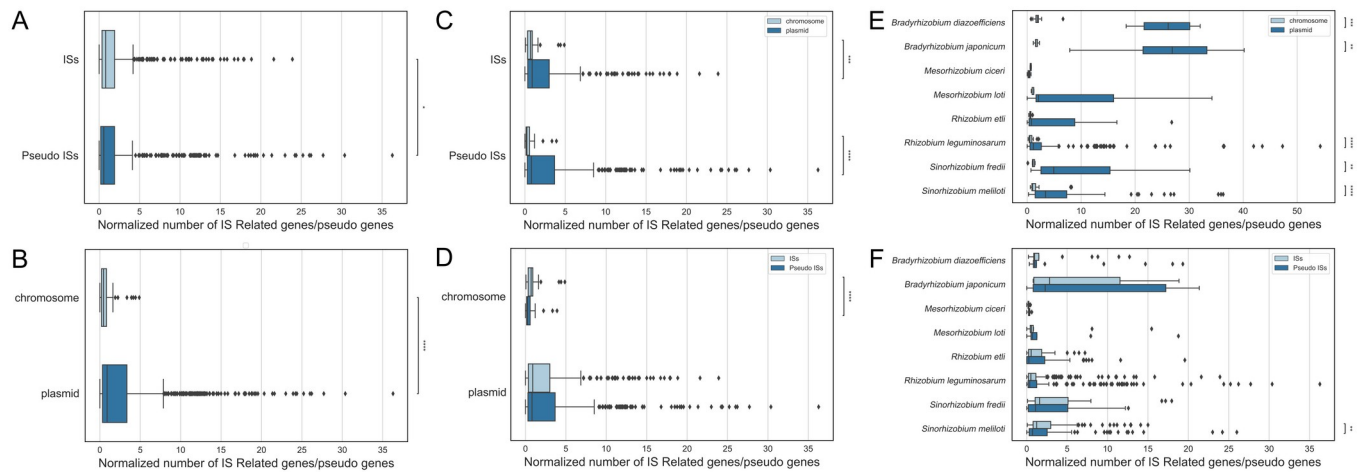 A
ISs
Pseudo ISs
*
0 5 10 15 20 25 30 35
Normalized number of IS Related genes/pseudo genes
B
chromosome
plasmid
****
0 5 10 15 20 25 30 35
Normalized number of IS Related genes/pseudo genes
C
chromosome
plasmid
ISs
Pseudo ISs
***
****
0 5 10 15 20 25 30 35
Normalized number of IS Related genes/pseudo genes
D
ISs
Pseudo ISs
chromosome
plasmid
****
0 5 10 15 20 25 30 35
Normalized number of IS Related genes/pseudo genes
E
chromosome
plasmid
Bradyrhizobium diazoefficiens
Bradyrhizobium japonicum
Mesorhizobium ciceri
Mesorhizobium loti
Rhizobium etli
Rhizobium leguminosarum
Sinorhizobium fredii
Sinorhizobium meliloti
***
**
****
**
****
0 10 20 30 40 50
Normalized number of IS Related genes/pseudo genes
F
ISs
Pseudo ISs
Bradyrhizobium diazoefficiens
Bradyrhizobium japonicum
Mesorhizobium ciceri
Mesorhizobium loti
Rhizobium etli
Rhizobium leguminosarum
Sinorhizobium fredii
Sinorhizobium meliloti
**
0 5 10 15 20 25 30 35
Normalized number of IS Related genes/pseudo genes